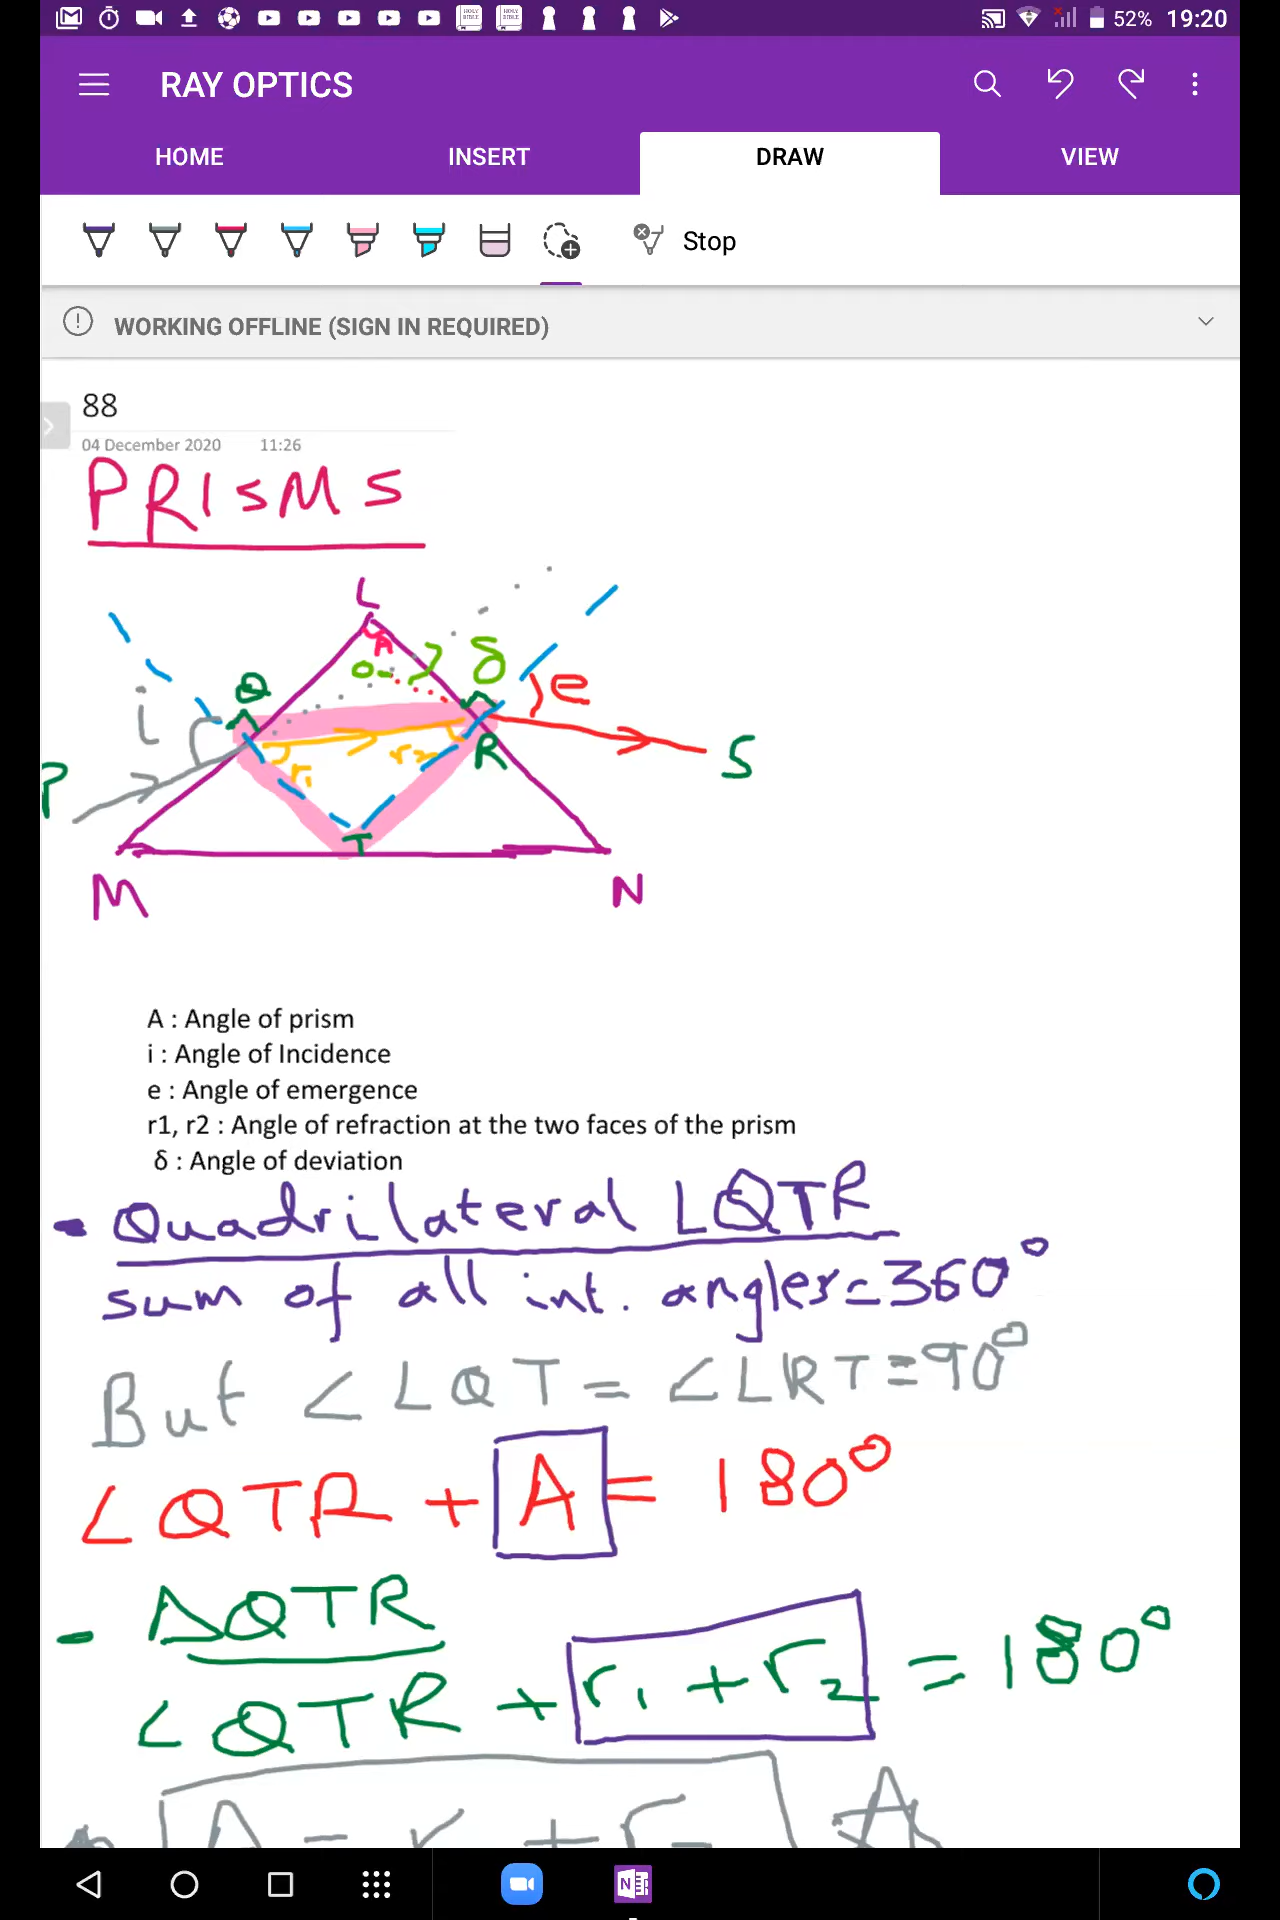 52% 19:20
RAY OPTICS
HOME INSERT DRAW VIEW
Stop
WORKING OFFLINE (SIGN IN REQUIRED)
88
04 December 2020 11:26
PRISMS
L
A
O δ
Q i e
r1 r2 R
P S
T
M N
A : Angle of prism
i : Angle of Incidence
e : Angle of emergence
r1, r2 : Angle of refraction at the two faces of the prism
δ : Angle of deviation
- Quadrilateral LQTR
sum of all int. angles = 360°
But ∠LQT = ∠LRT = 90°
∠QTR + A = 180°
- ΔQTR
∠QTR + r1 + r2 = 180°